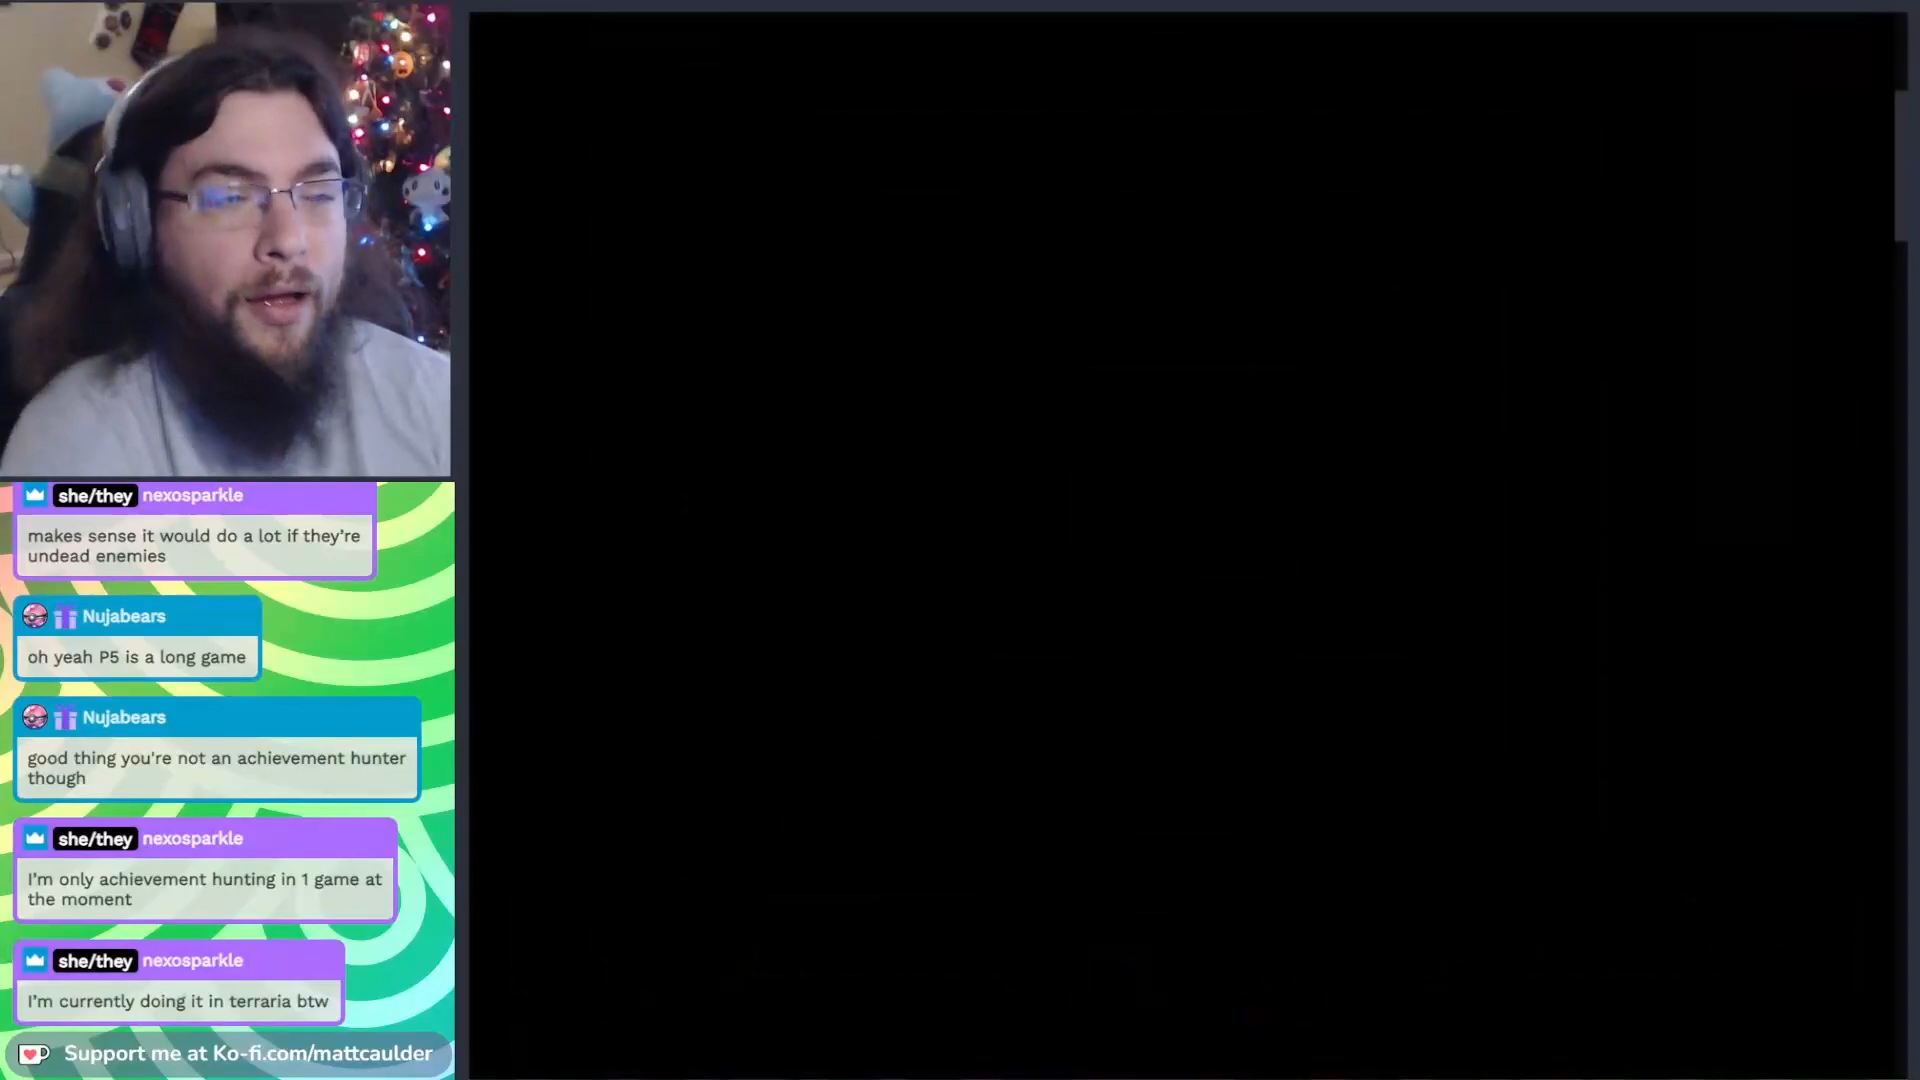 she/they nexosparkle
makes sense it would do a lot if they're
undead enemies
Nujabears
oh yeah P5 is a long game
Nujabears
good thing you're not an achievement hunter
though
she/they nexosparkle
I'm only achievement hunting in 1 game at
the moment
she/they nexosparkle
I'm currently doing it in terraria btw
Support me at Ko-fi.com/mattcaulder